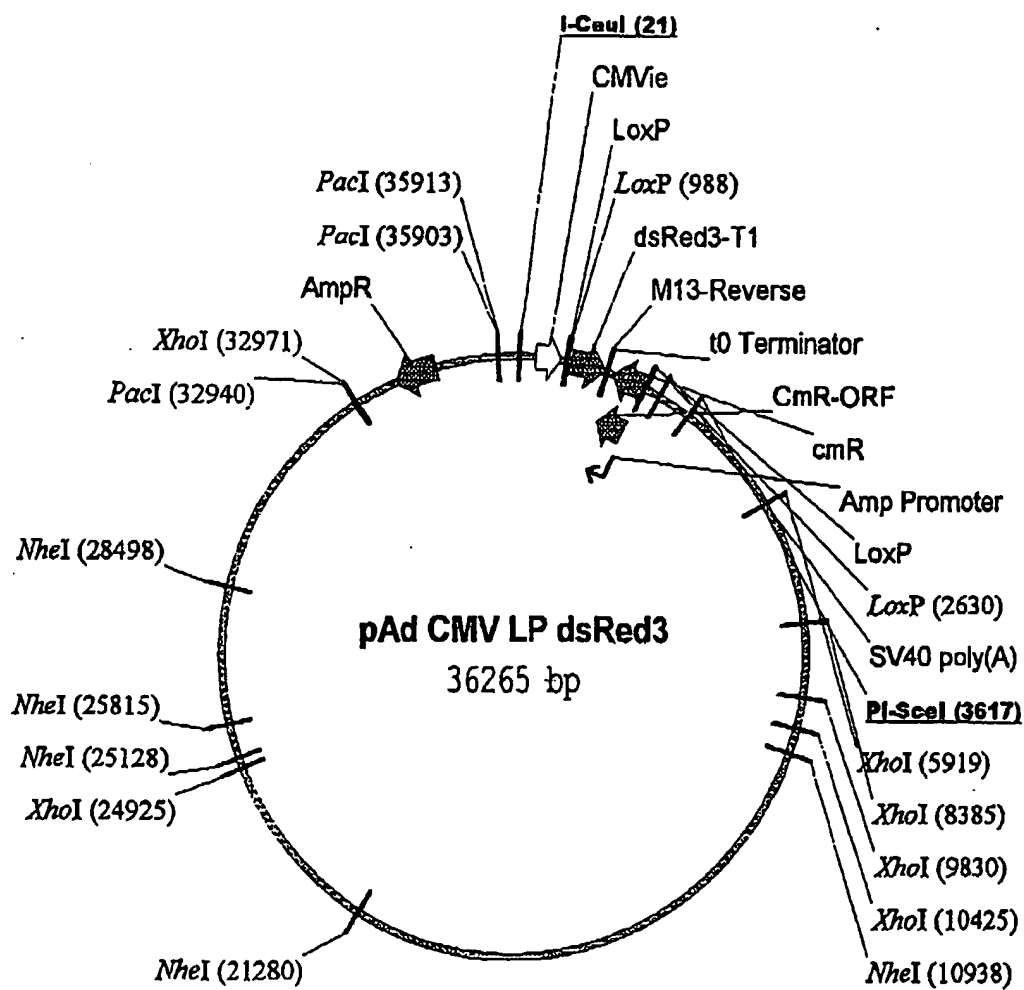 I-CeuI (21)
CMVie
LoxP
LoxP (988)
dsRed3-T1
M13-Reverse
t0 Terminator
CmR-ORF
cmR
Amp Promoter
LoxP
LoxP (2630)
SV40 poly(A)
PI-SceI (3617)
XhoI (5919)
XhoI (8385)
XhoI (9830)
XhoI (10425)
NheI (10938)
NheI (21280)
XhoI (24925)
NheI (25128)
NheI (25815)
NheI (28498)
PacI (32940)
XhoI (32971)
AmpR
PacI (35903)
PacI (35913)
pAd CMV LP dsRed3
36265 bp